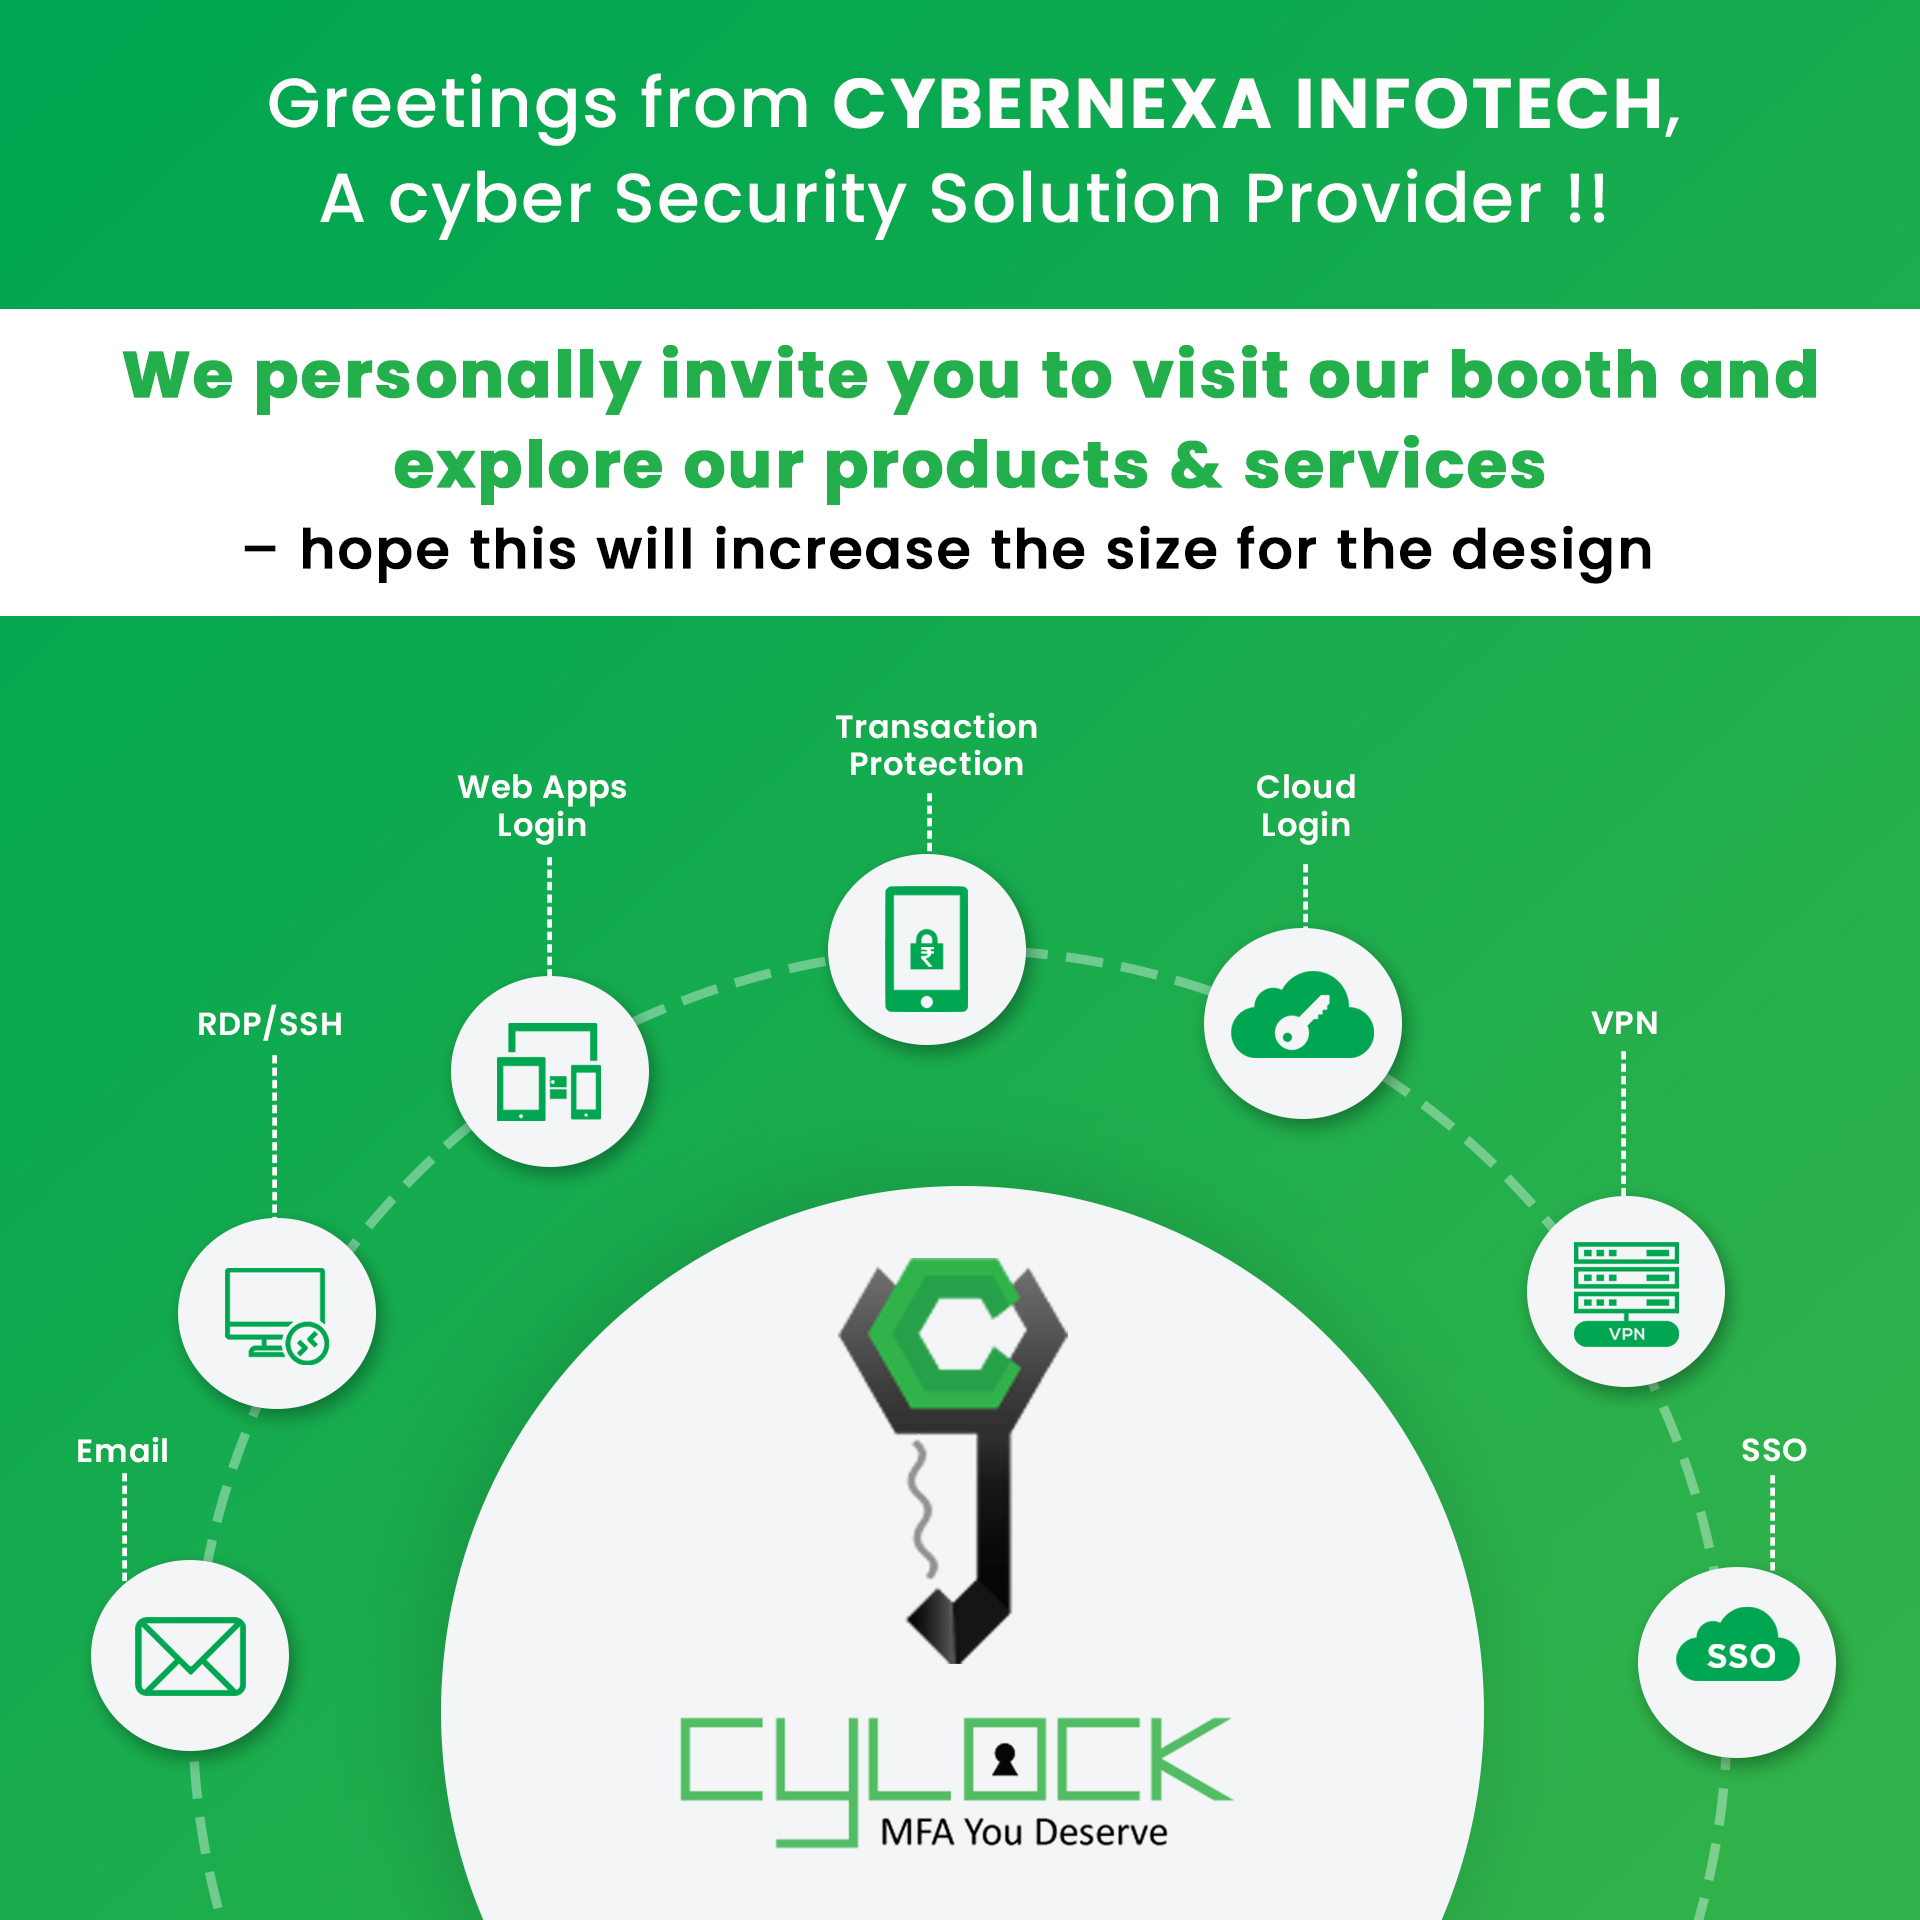 Greetings from CYBERNEXA INFOTECH,
A cyber Security Solution Provider !!
We personally invite you to visit our booth and
explore our products & services
– hope this will increase the size for the design
Transaction
Protection
Web Apps
Login
Cloud
Login
₹
RDP/SSH
VPN
VPN
Email
SSO
SSO
CYLOCK
MFA You Deserve